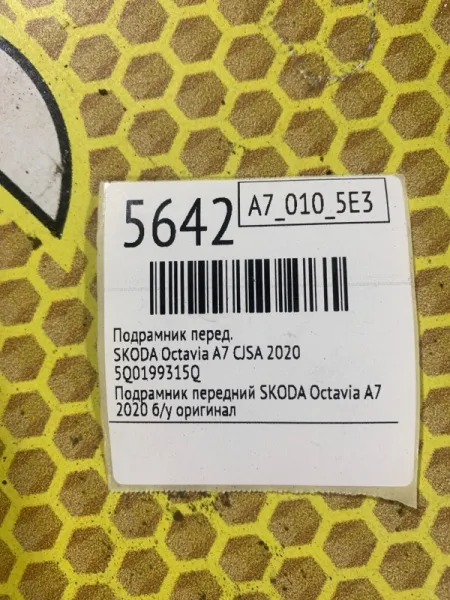 5642
A7_010_5E3
Подрамник перед.
SKODA Octavia A7 CJSA 2020
5Q0199315Q
Подрамник передний SKODA Octavia A7
2020 б/у оригинал